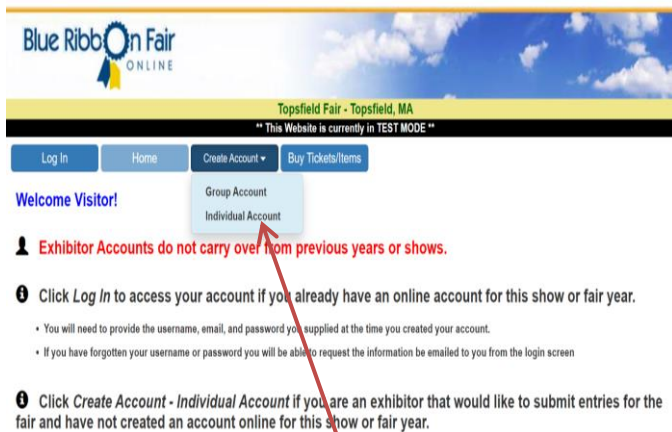 Blue Ribbon Fair
ONLINE
Topsfield Fair - Topsfield, MA
** This Website is currently in TEST MODE **
Log In Home Create Account ▾ Buy Tickets/Items
Group Account
Individual Account
Welcome Visitor!
Exhibitor Accounts do not carry over from previous years or shows.
Click Log In to access your account if you already have an online account for this show or fair year.
• You will need to provide the username, email, and password you supplied at the time you created your account.
• If you have forgotten your username or password you will be able to request the information be emailed to you from the login screen
Click Create Account - Individual Account if you are an exhibitor that would like to submit entries for the
fair and have not created an account online for this show or fair year.